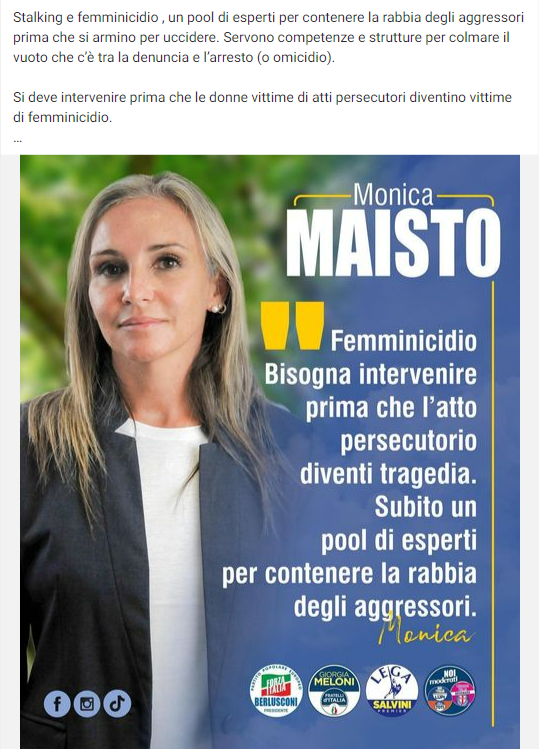 Stalking e femminicidio , un pool di esperti per contenere la rabbia degli aggressori
prima che si armino per uccidere. Servono competenze e strutture per colmare il
vuoto che c'è tra la denuncia e l'arresto (o omicidio).
Si deve intervenire prima che le donne vittime di atti persecutori diventino vittime
di femminicidio.
...
Monica
MAISTO
Femminicidio
Bisogna intervenire
prima che l'atto
persecutorio
diventi tragedia.
Subito un
pool di esperti
per contenere la rabbia
degli aggressori.
Monica
FORZA
ITALIA
BERLUSCONI
PRESIDENTE
GIORGIA
MELONI
FRATELLI
D'ITALIA
LEGA
SALVINI
PREMIER
NOI
moderati